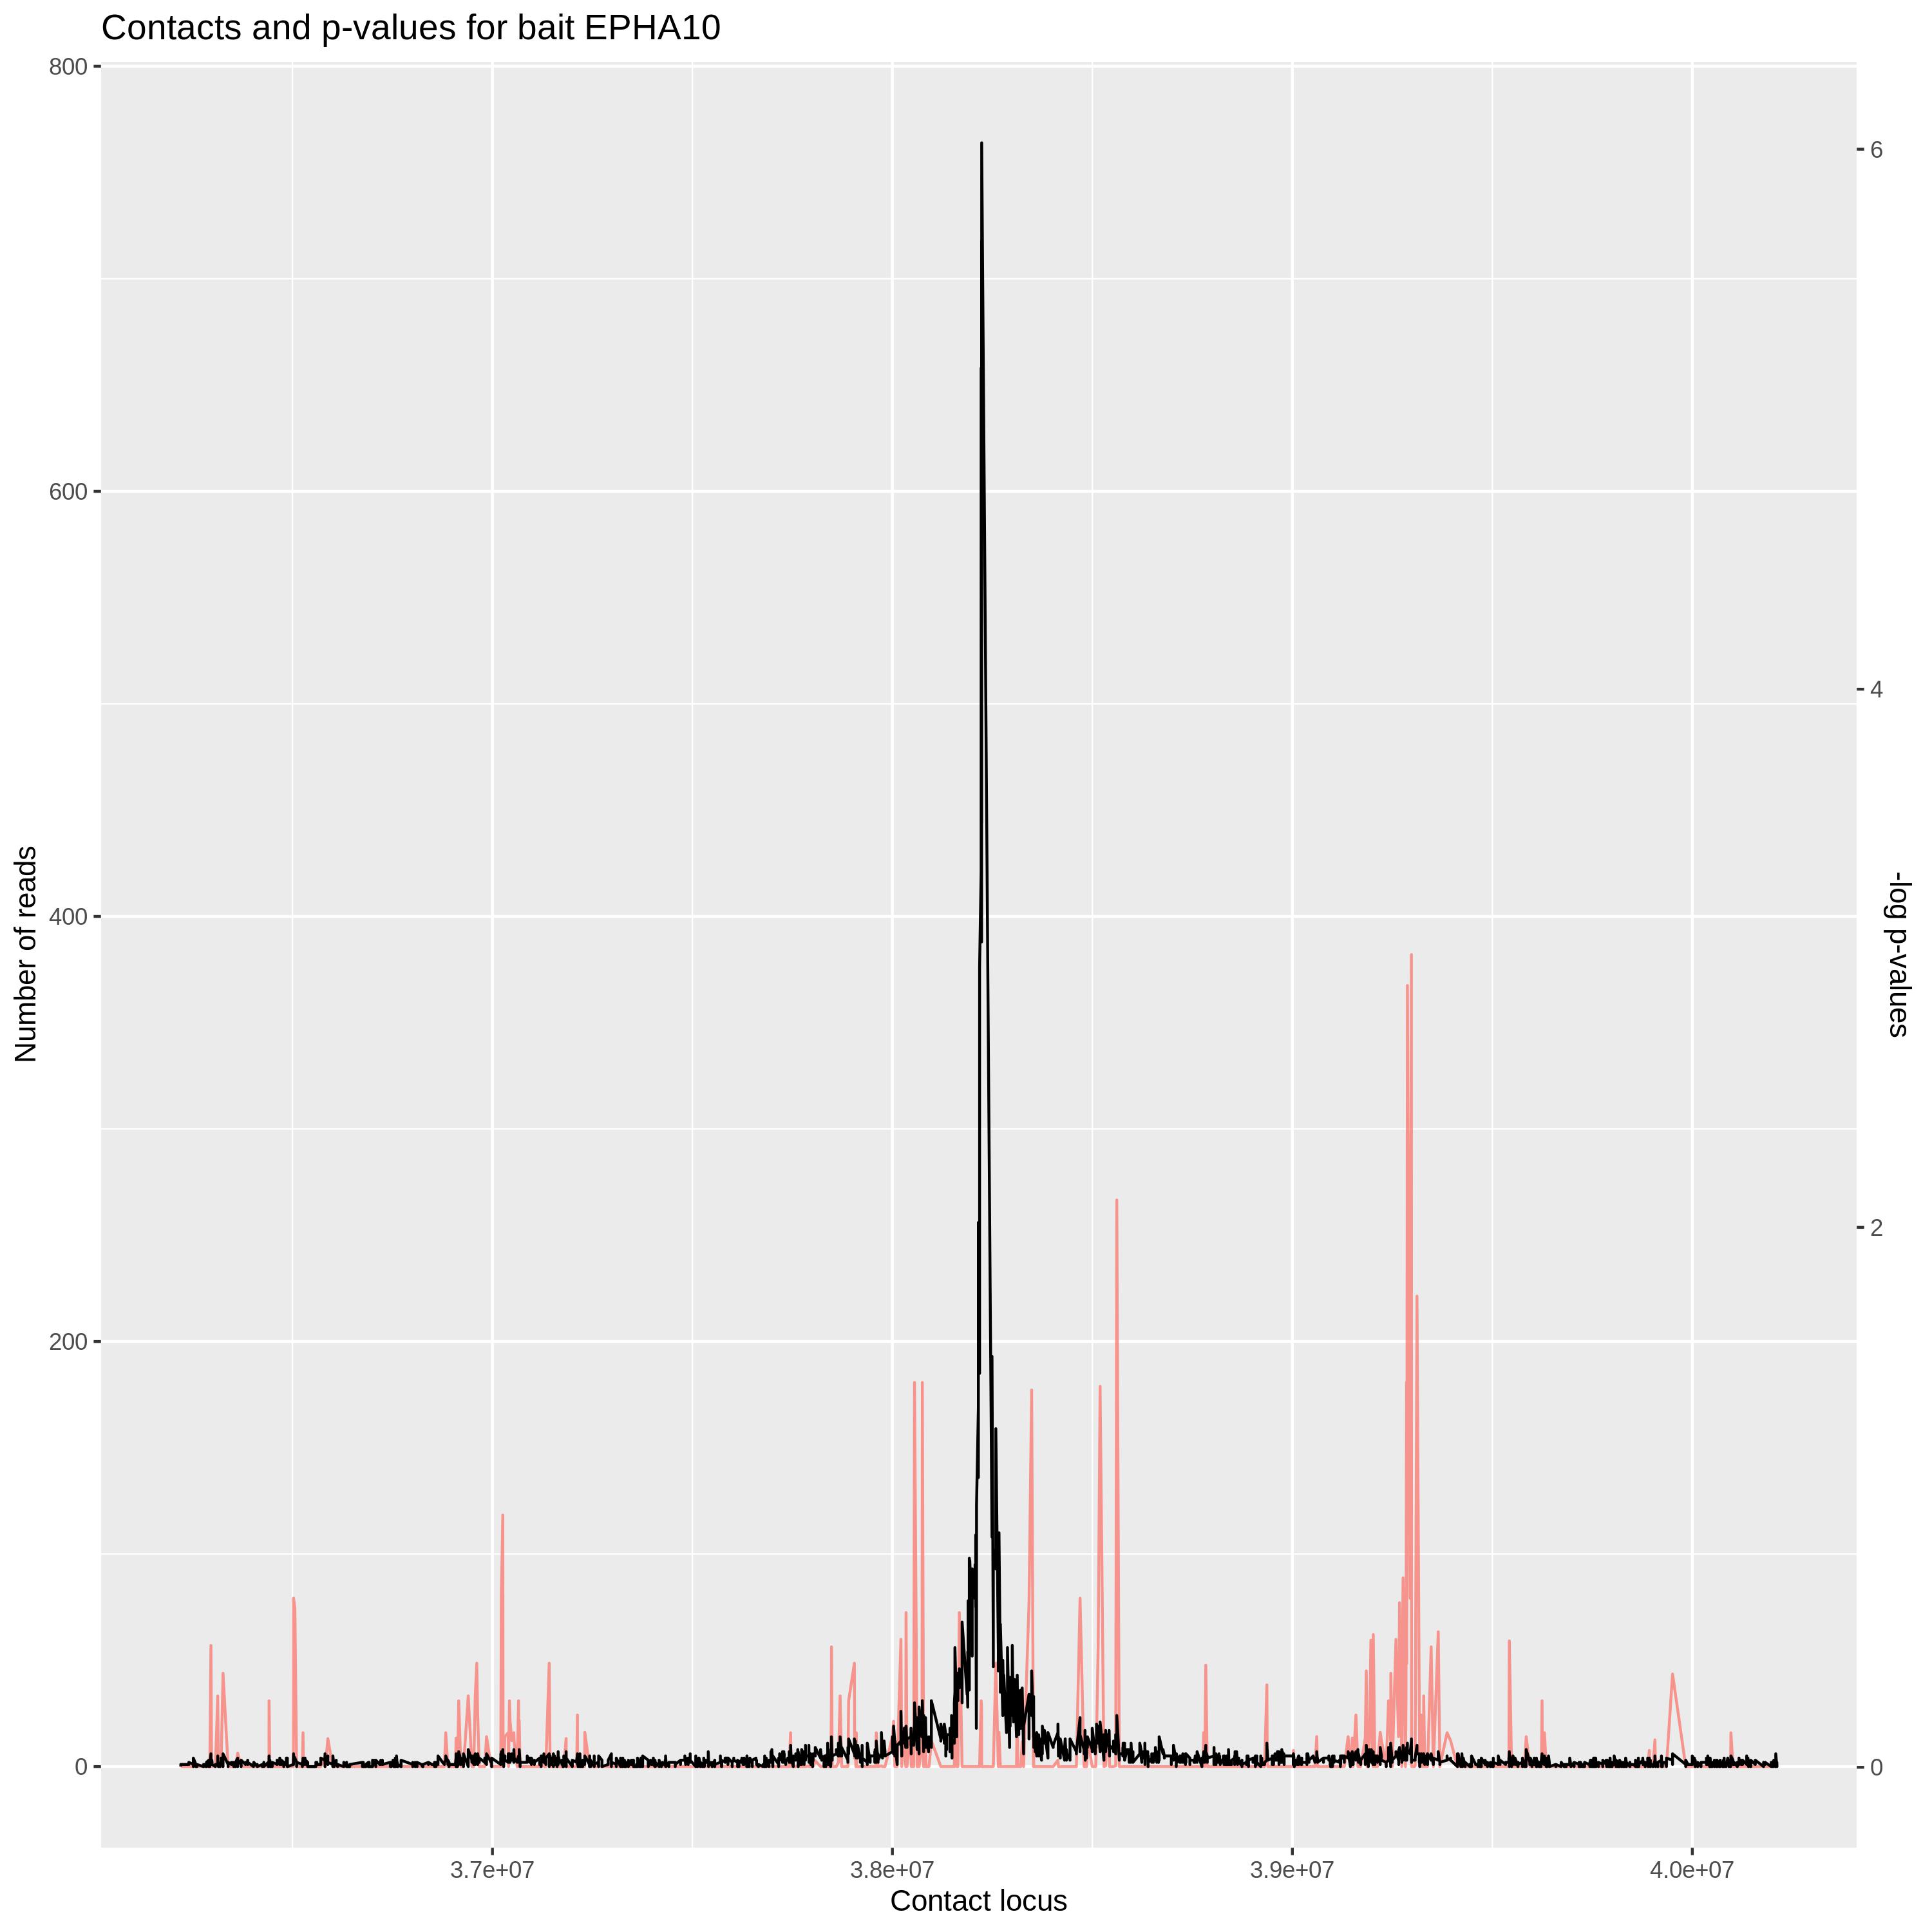 Contacts and p-values for bait EPHA10
800
600
400
200
0
Number of reads
6
4
2
0
-log p-values
3.7e+07
3.8e+07
3.9e+07
4.0e+07
Contact locus